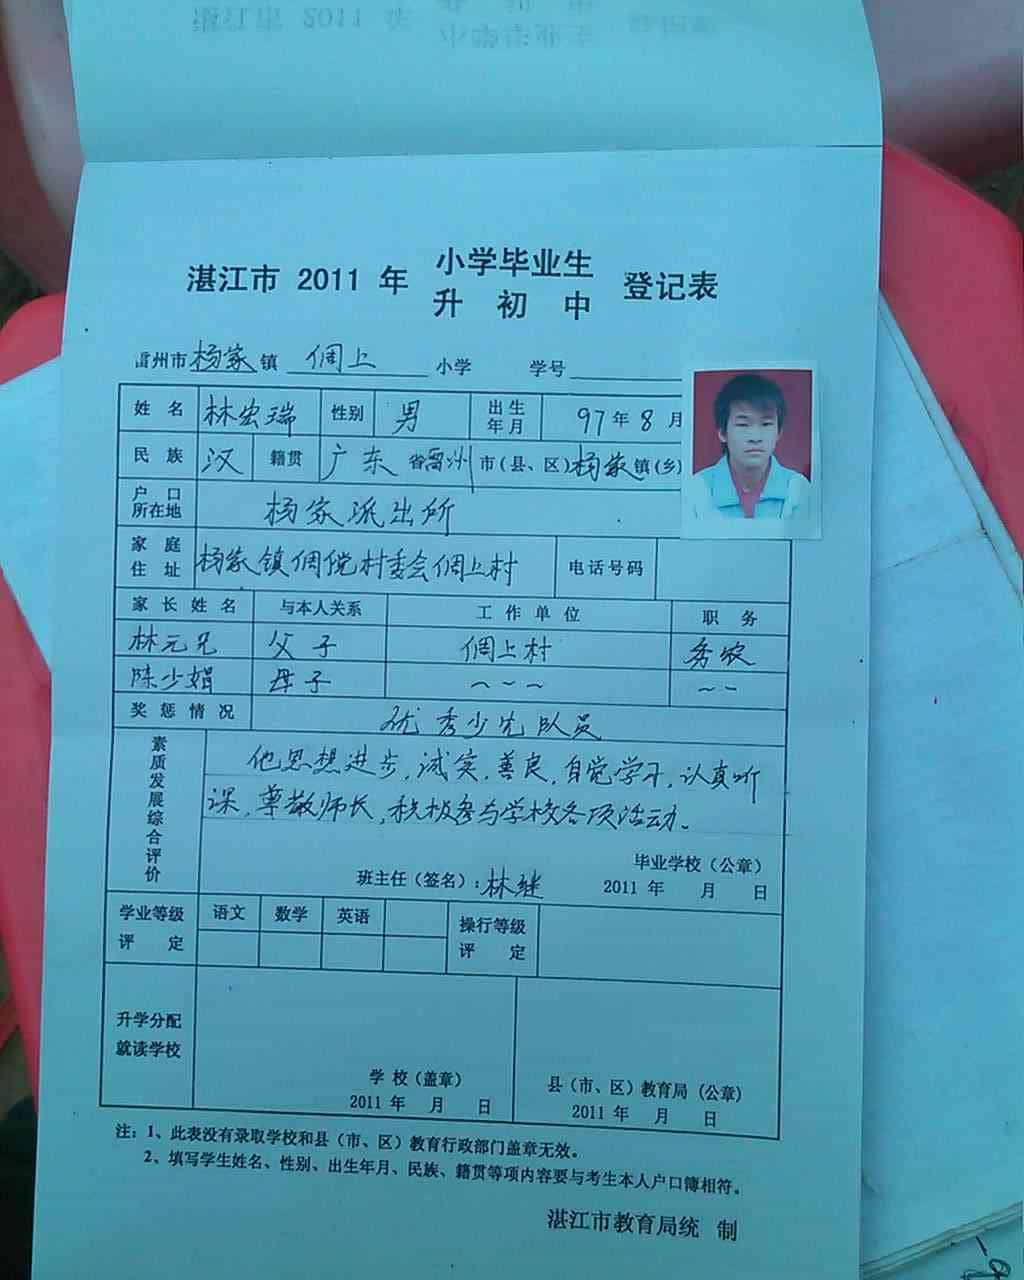 湛江市 2011 年 小学毕业生 登记表
升 初 中
雷州市杨家镇 倜上 小学 学号
姓 名 林宏瑞 性别 男 出生年月 97年8月
民 族 汉 籍贯 广东省雷州市(县、区)杨家镇(乡)
户 口 所在地 杨家派出所
家 庭 住 址 杨家镇倜傥村委会倜上村 电话号码
家 长 姓 名 与本人关系 工 作 单 位 职 务
林元兄 父子 倜上村 务农
陈少娟 母子 ~~~ ~~
奖 惩 情 况 优秀少先队员
素质发展综合评价
他思想进步,诚实,善良,自觉学习,认真听
课,尊敬师长,积极参与学校各项活动。
毕业学校(公章)
班主任(签名):林继 2011 年 月 日
学业等级 评 定 语文 数学 英语 操行等级 评 定
升学分配
就读学校
学 校(盖章) 县(市、区)教育局(公章)
2011 年 月 日 2011 年 月 日
注:1、此表没有录取学校和县(市、区)教育行政部门盖章无效。
2、填写学生姓名、性别、出生年月、民族、籍贯等项内容要与考生本人户口簿相符。
湛江市教育局统 制